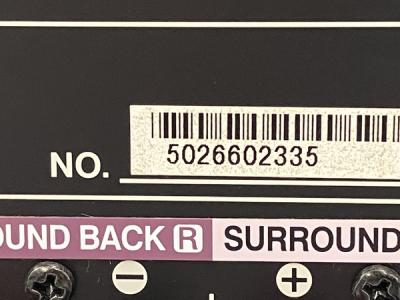 NO. 5026602335
OUND BACK R SURROUND
− +